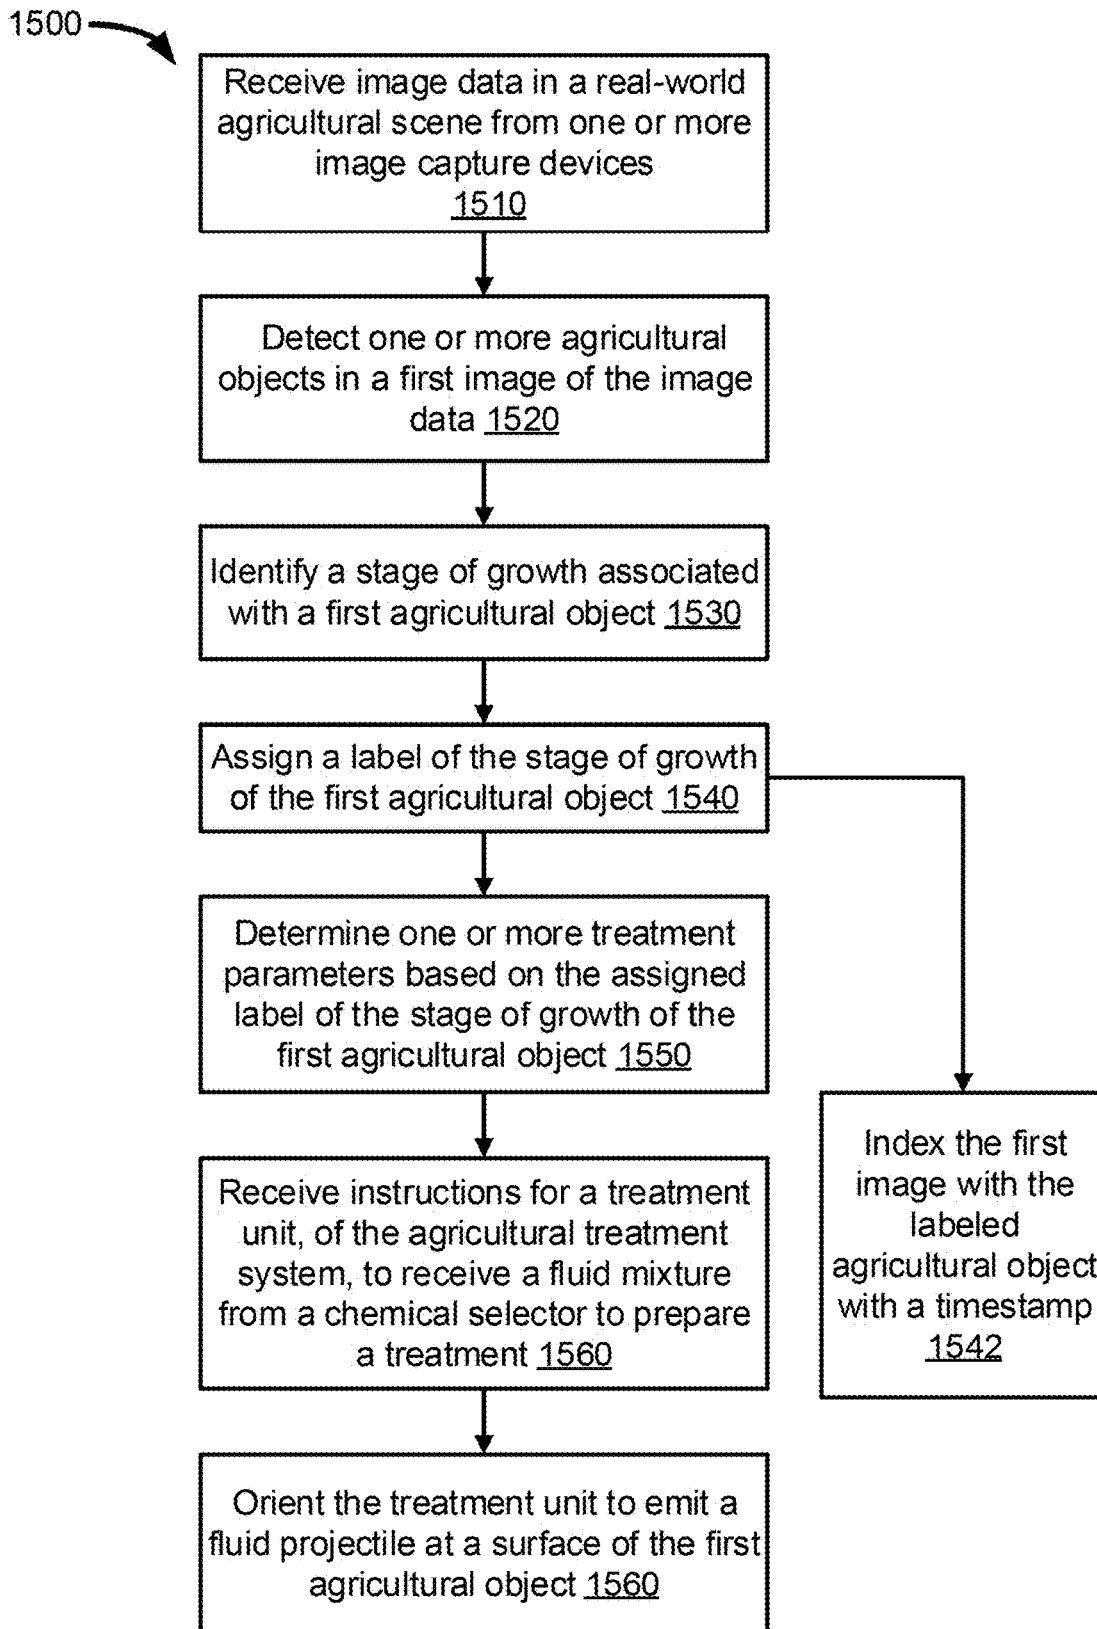 1500
Receive image data in a real-world
agricultural scene from one or more
image capture devices
1510
Detect one or more agricultural
objects in a first image of the image
data 1520
Identify a stage of growth associated
with a first agricultural object 1530
Assign a label of the stage of growth
of the first agricultural object 1540
Determine one or more treatment
parameters based on the assigned
label of the stage of growth of the
first agricultural object 1550
Receive instructions for a treatment
unit, of the agricultural treatment
system, to receive a fluid mixture
from a chemical selector to prepare
a treatment 1560
Index the first
image with the
labeled
agricultural object
with a timestamp
1542
Orient the treatment unit to emit a
fluid projectile at a surface of the first
agricultural object 1560